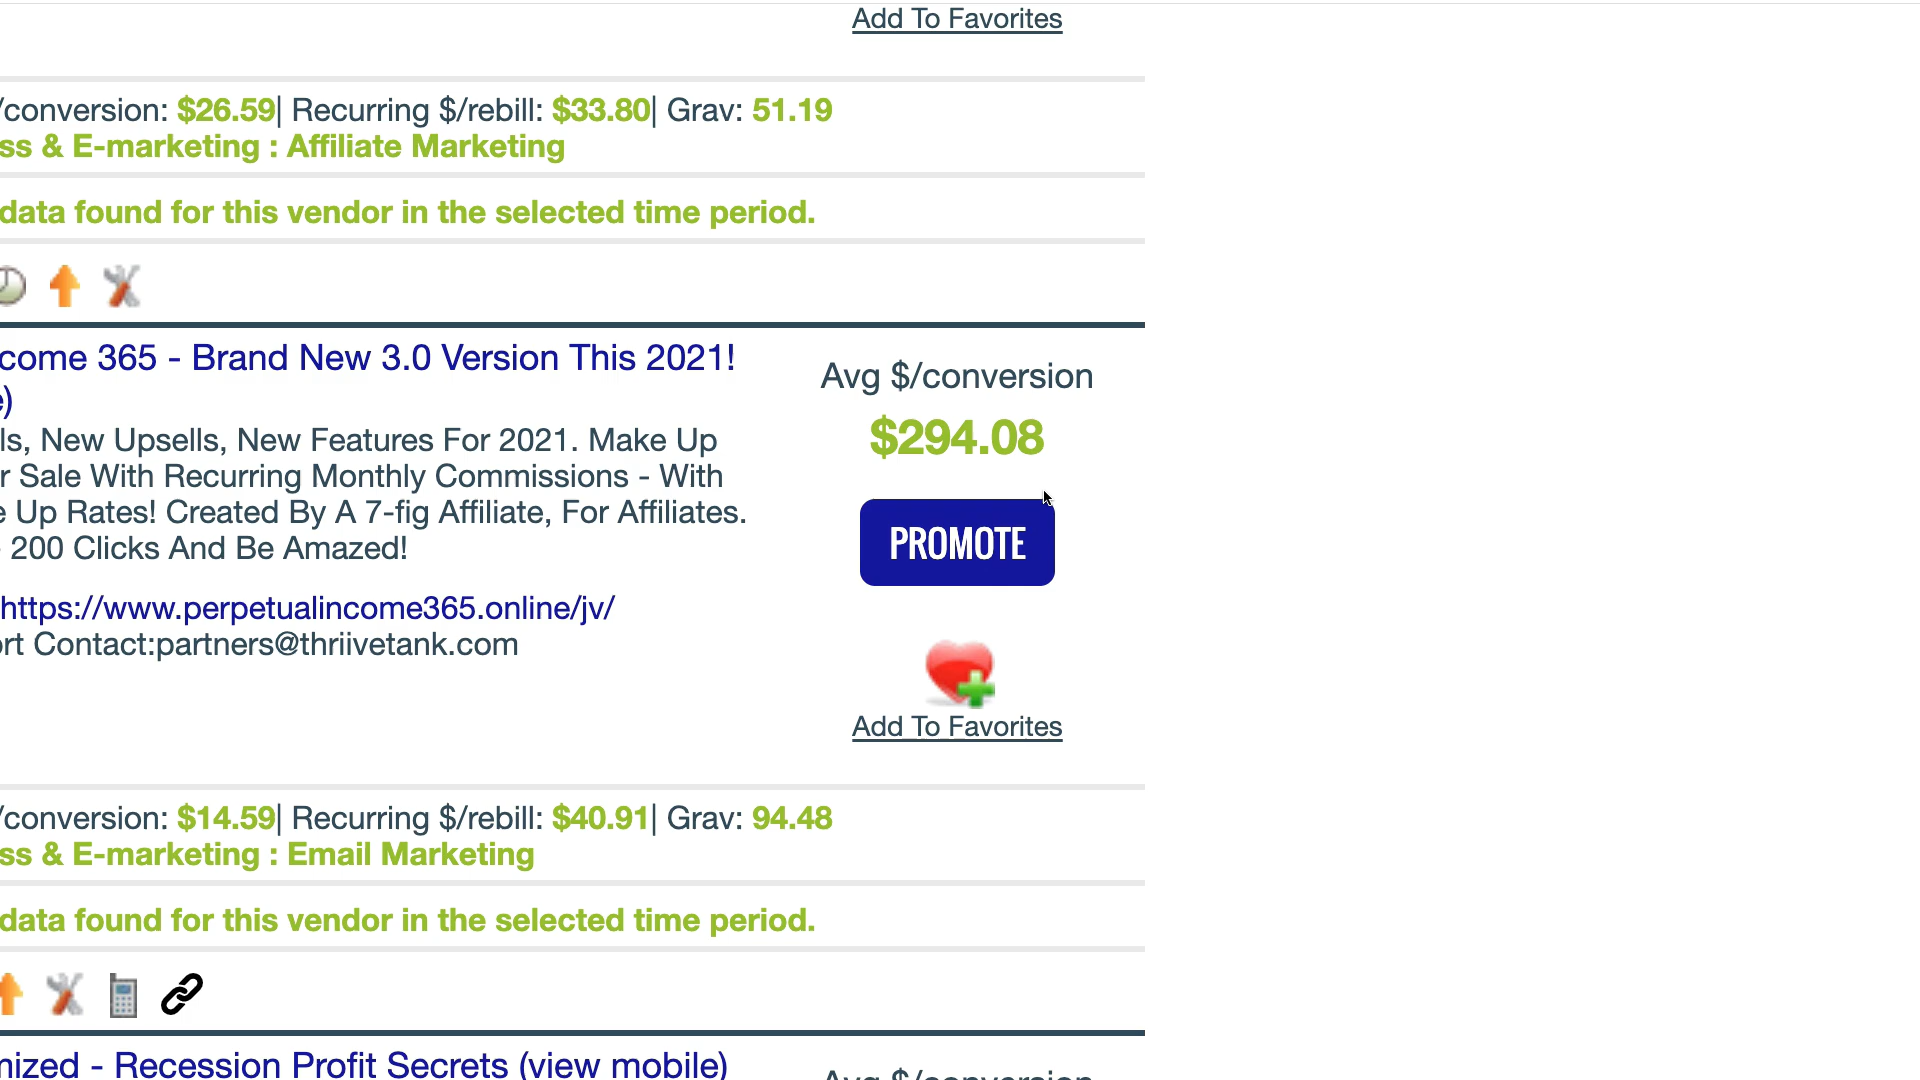 Add To Favorites
/conversion: $26.59| Recurring $/rebill: $33.80| Grav: 51.19
ss & E-marketing : Affiliate Marketing
data found for this vendor in the selected time period.
come 365 - Brand New 3.0 Version This 2021!
e)
ls, New Upsells, New Features For 2021. Make Up
r Sale With Recurring Monthly Commissions - With
e Up Rates! Created By A 7-fig Affiliate, For Affiliates.
200 Clicks And Be Amazed!
https://www.perpetualincome365.online/jv/
ort Contact:partners@thriivetank.com
Avg $/conversion
$294.08
PROMOTE
Add To Favorites
/conversion: $14.59| Recurring $/rebill: $40.91| Grav: 94.48
ss & E-marketing : Email Marketing
data found for this vendor in the selected time period.
mized - Recession Profit Secrets (view mobile)
Avg $/conversion